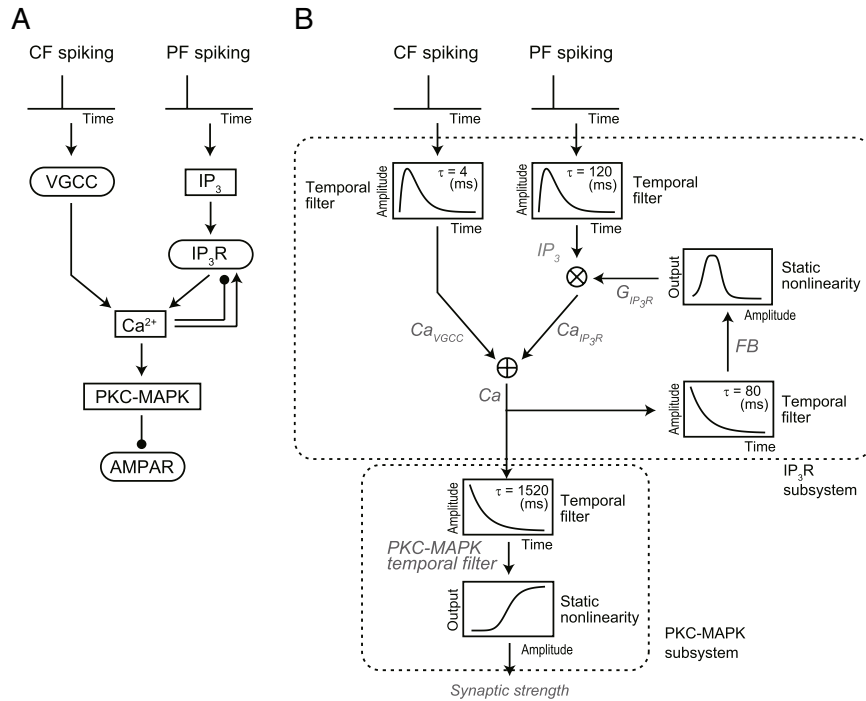 A
CF spiking
PF spiking
Time
Time
VGCC
IP3
IP3R
Ca2+
PKC-MAPK
AMPAR
B
CF spiking
PF spiking
Time
Time
Temporal
filter
Amplitude
τ = 4
(ms)
Time
Amplitude
τ = 120
(ms)
Time
Temporal
filter
IP3
Output
Amplitude
Static
nonlinearity
GIP3R
CaVGCC
CaIP3R
FB
Ca
Amplitude
τ = 80
(ms)
Time
Temporal
filter
IP3R
subsystem
Amplitude
τ = 1520
(ms)
Time
Temporal
filter
PKC-MAPK
temporal filter
Output
Amplitude
Static
nonlinearity
PKC-MAPK
subsystem
Synaptic strength